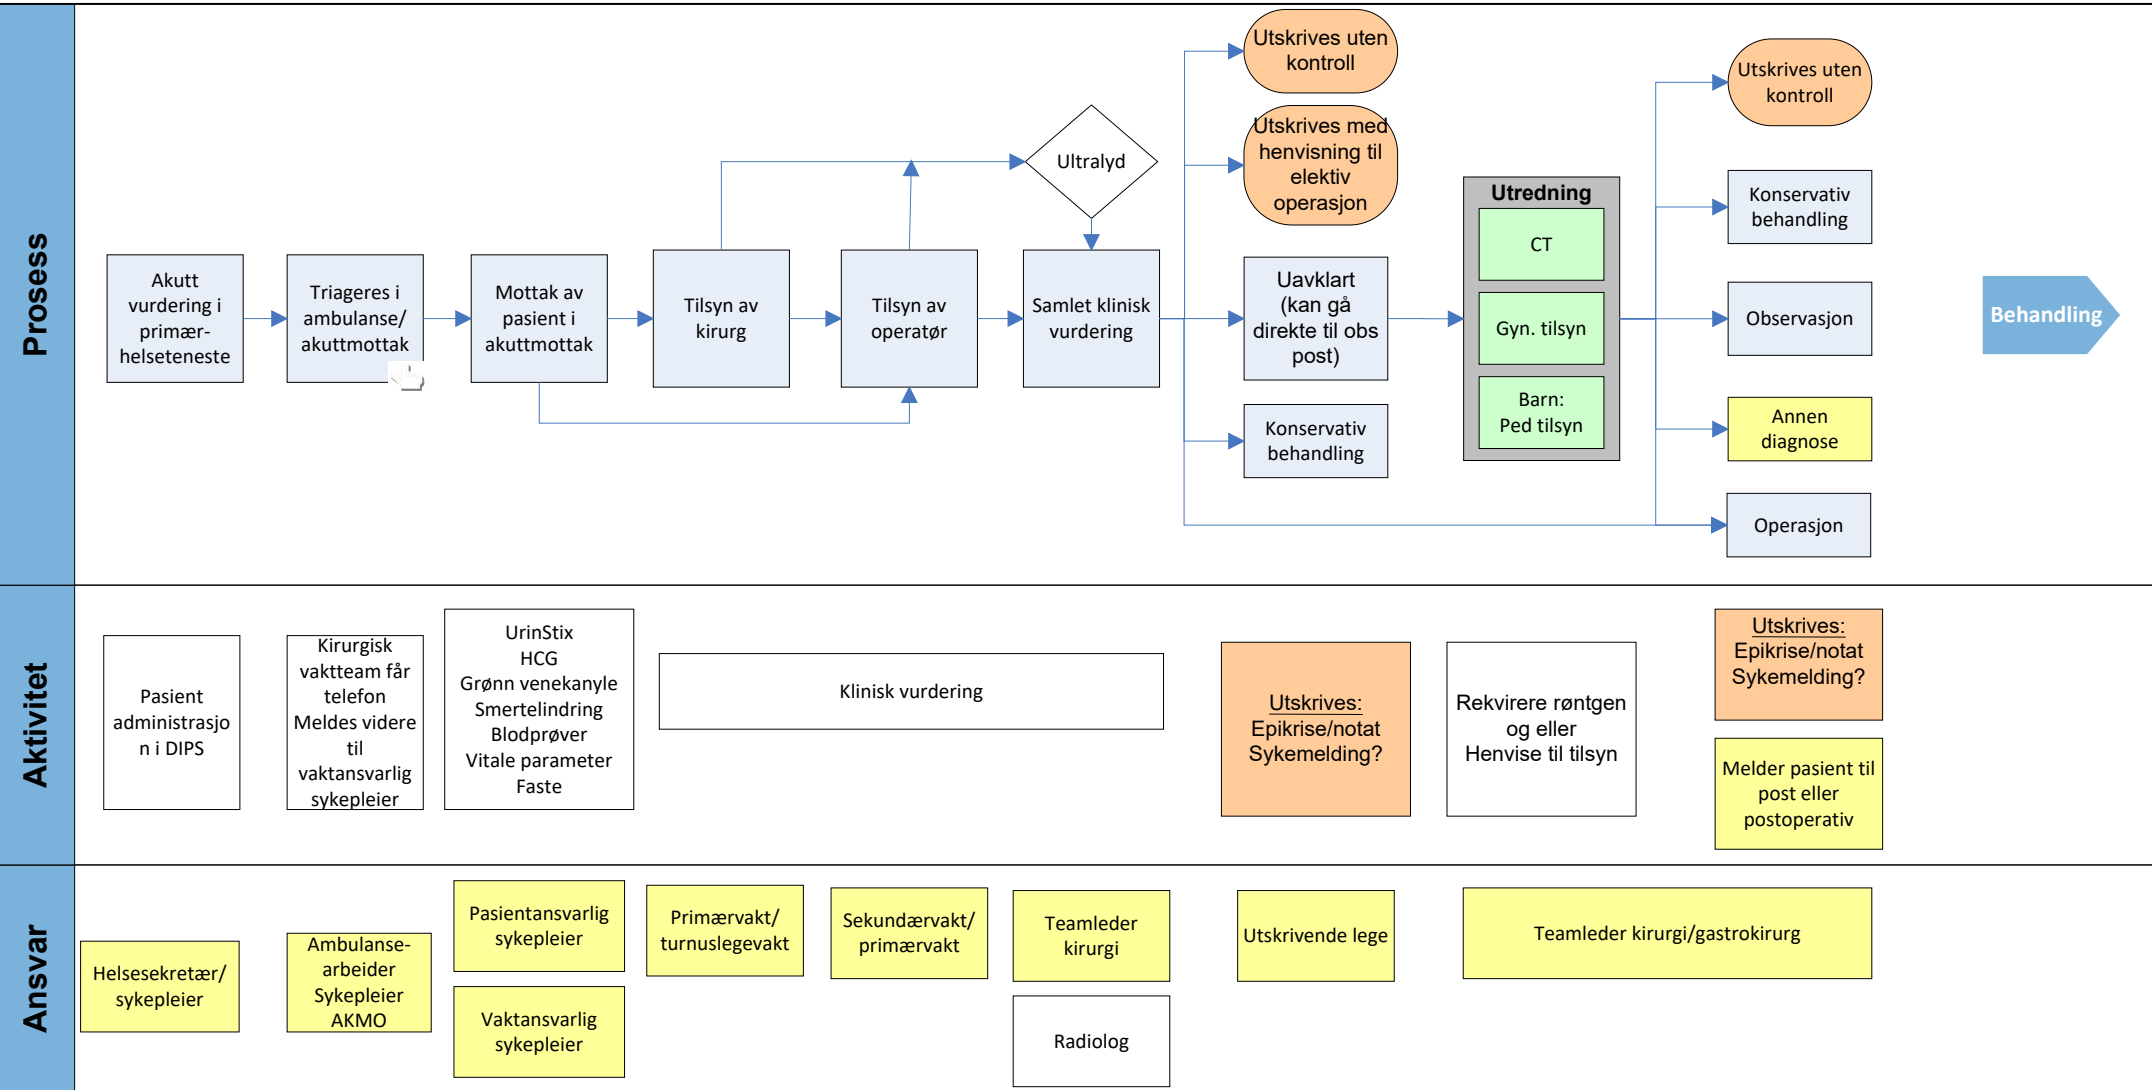 Prosess
Akutt
vurdering i
primær-
helseteneste
Triageres i
ambulanse/
akuttmottak
Mottak av
pasient i
akuttmottak
Tilsyn av
kirurg
Tilsyn av
operatør
Ultralyd
Samlet klinisk
vurdering
Utskrives uten
kontroll
Utskrives med
henvisning til
elektiv
operasjon
Uavklart
(kan gå
direkte til obs
post)
Konservativ
behandling
Utredning
CT
Gyn. tilsyn
Barn:
Ped tilsyn
Utskrives uten
kontroll
Konservativ
behandling
Observasjon
Annen
diagnose
Operasjon
Behandling
Aktivitet
Pasient
administrasjo
n i DIPS
Kirurgisk
vaktteam får
telefon
Meldes videre
til
vaktansvarlig
sykepleier
UrinStix
HCG
Grønn venekanyle
Smertelindring
Blodprøver
Vitale parameter
Faste
Klinisk vurdering
Utskrives:
Epikrise/notat
Sykemelding?
Rekvirere røntgen
og eller
Henvise til tilsyn
Utskrives:
Epikrise/notat
Sykemelding?
Melder pasient til
post eller
postoperativ
Ansvar
Helsesekretær/
sykepleier
Ambulanse-
arbeider
Sykepleier
AKMO
Pasientansvarlig
sykepleier
Vaktansvarlig
sykepleier
Primærvakt/
turnuslegevakt
Sekundærvakt/
primærvakt
Teamleder
kirurgi
Radiolog
Utskrivende lege
Teamleder kirurgi/gastrokirurg